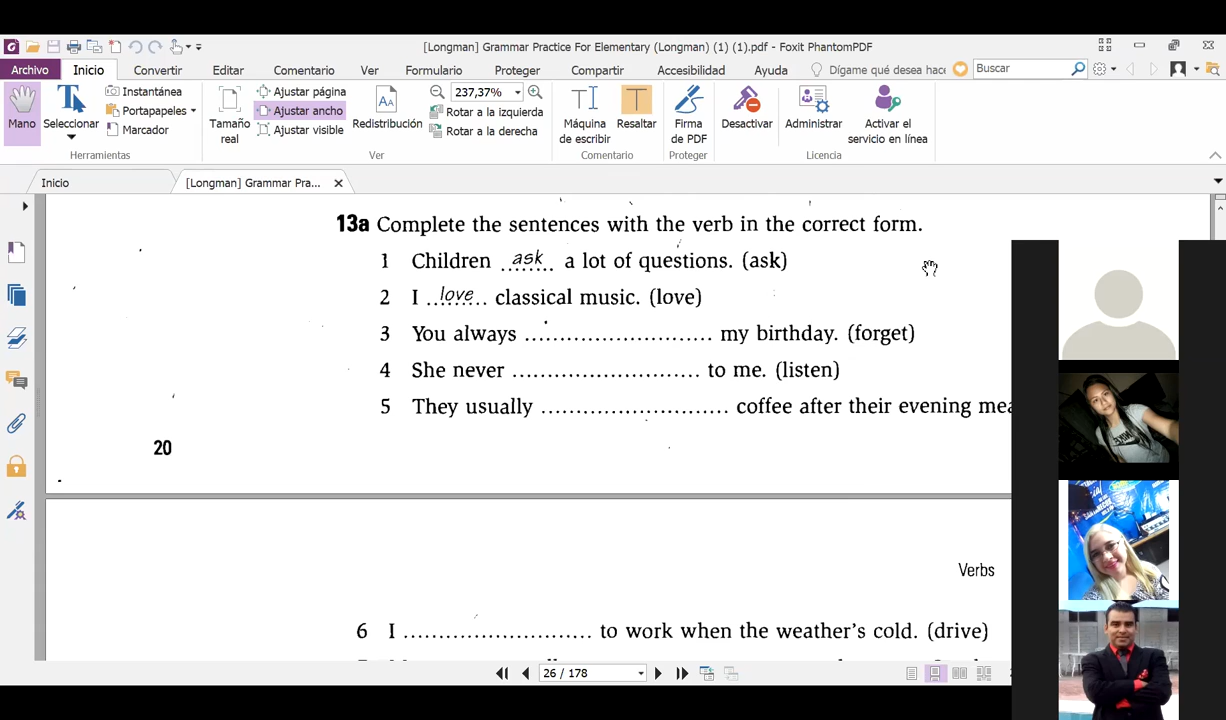 [Longman] Grammar Practice For Elementary (Longman) (1) (1).pdf - Foxit PhantomPDF
Archivo Inicio Convertir Editar Comentario Ver Formulario Proteger Compartir Accesibilidad Ayuda Dígame qué desea hace Buscar
Mano
Seleccionar
Instantánea
Portapapeles
Marcador
Herramientas
Tamaño
real
Ajustar página
Ajustar ancho
Ajustar visible
Redistribución
237,37%
Rotar a la izquierda
Rotar a la derecha
Ver
Máquina
de escribir
Resaltar
Comentario
Firma
de PDF
Proteger
Desactivar
Administrar
Activar el
servicio en línea
Licencia
Inicio
[Longman] Grammar Pra...
13a Complete the sentences with the verb in the correct form.
1 Children ..ask.. a lot of questions. (ask)
2 I ..love.. classical music. (love)
3 You always ........................... my birthday. (forget)
4 She never ........................... to me. (listen)
5 They usually ........................... coffee after their evening
20
Verbs
6 I ........................... to work when the weather's cold. (drive)
26 / 178